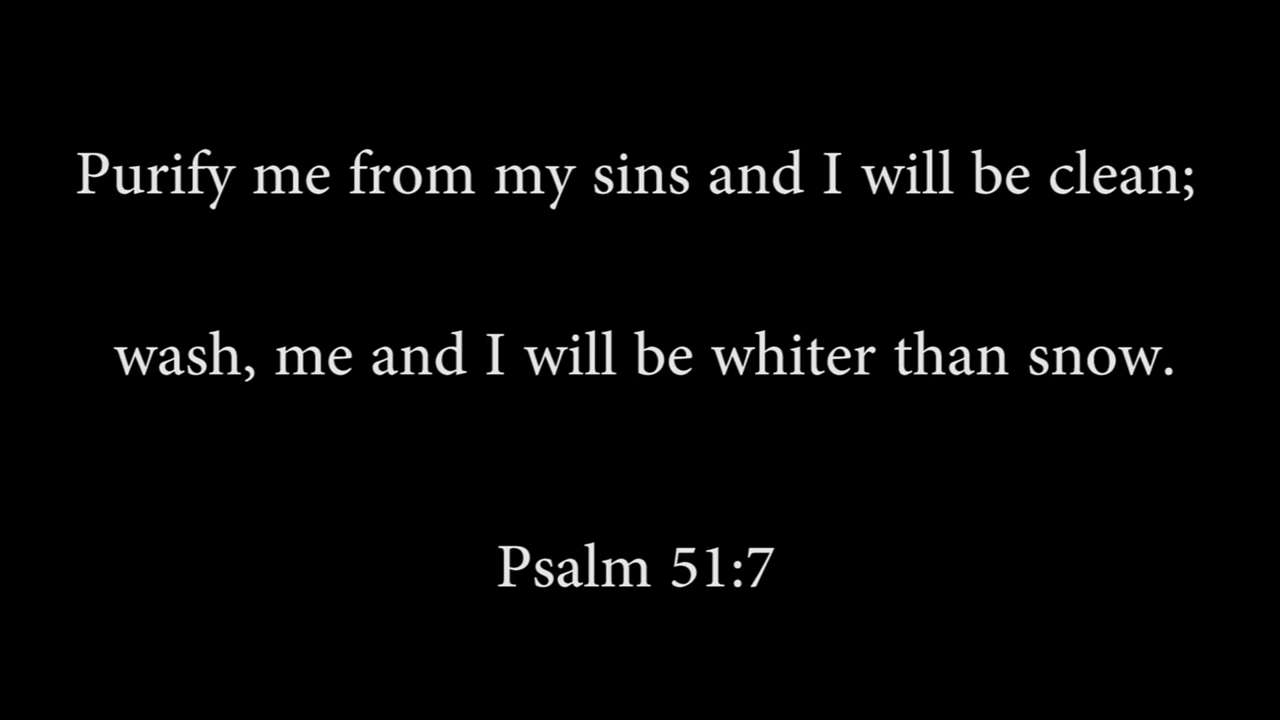 Purify me from my sins and I will be clean;
wash, me and I will be whiter than snow.
Psalm 51:7